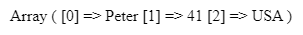 Array ( [0] => Peter [1] => 41 [2] => USA )